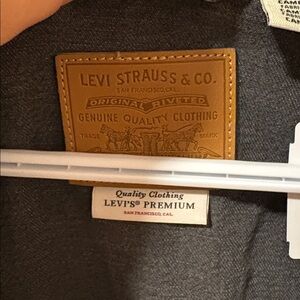 LEVI STRAUSS & CO.
SAN FRANCISCO, CAL.
ORIGINAL RIVETED
GENUINE QUALITY CLOTHING
TRADE MARK
Quality Clothing
LEVI'S® PREMIUM
SAN FRANCISCO, CAL.